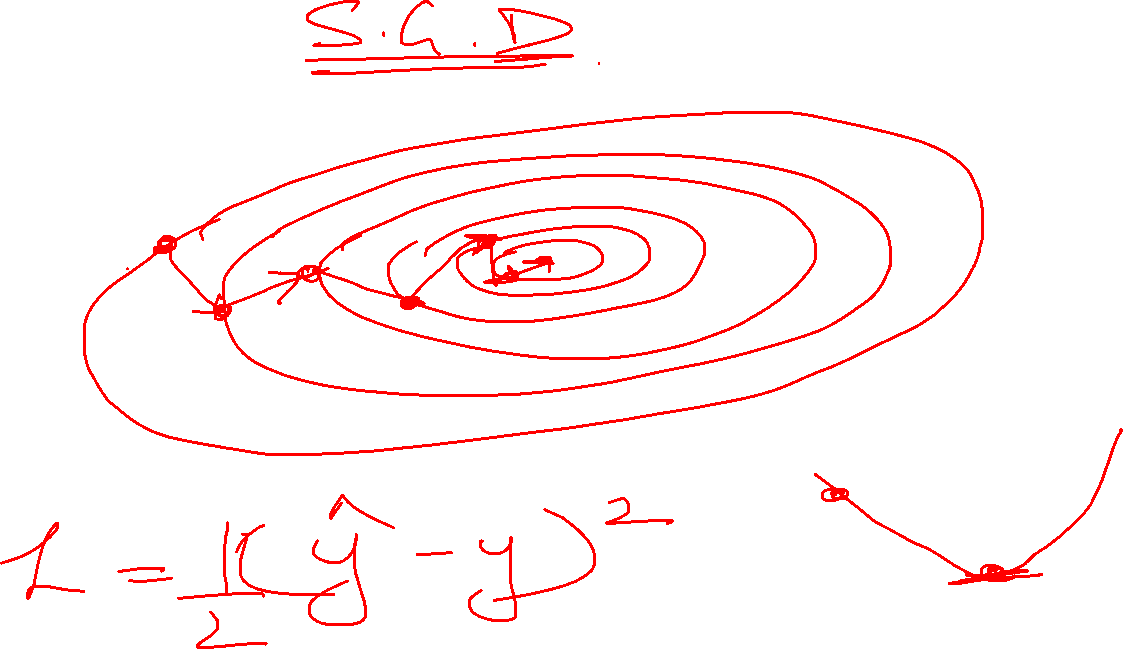 S.G.D
L = 1/2 (ŷ - y)²